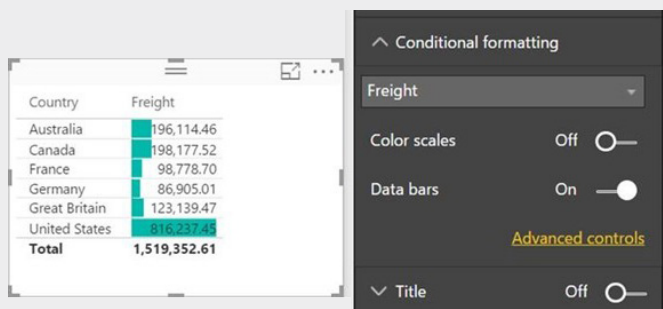 Country Freight
Australia 196,114.46
Canada 198,177.52
France 98,778.70
Germany 86,905.01
Great Britain 123,139.47
United States 816,237.45
Total 1,519,352.61
Conditional formatting
Freight
Color scales Off
Data bars On
Advanced controls
Title Off